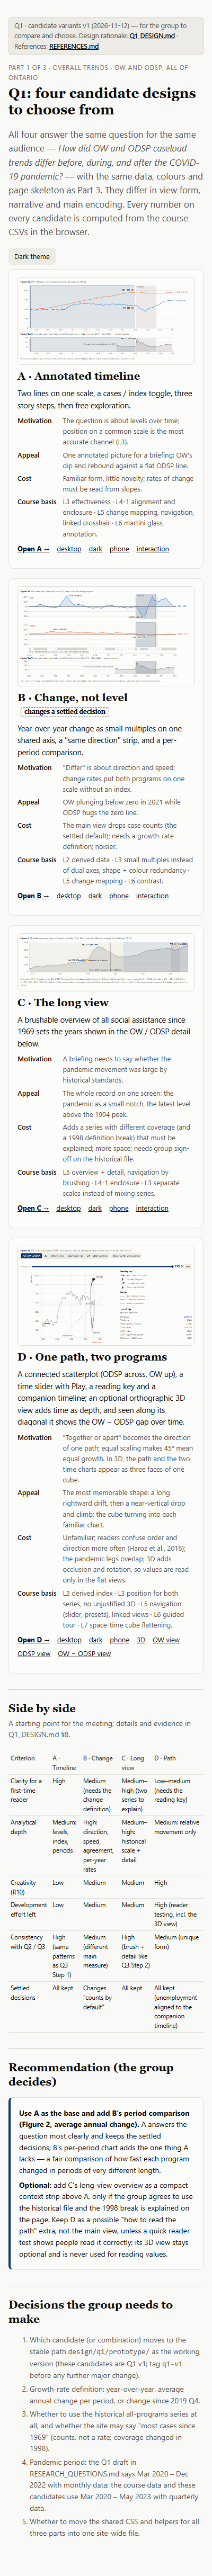 Q1 · candidate variants v1 (2026-11-12) — for the group to
compare and choose. Design rationale: Q1_DESIGN.md ·
References: REFERENCES.md
PART 1 OF 3 · OVERALL TRENDS · OW AND ODSP, ALL OF
ONTARIO
Q1: four candidate designs
to choose from
All four answer the same question for the same
audience — How did OW and ODSP caseload
trends differ before, during, and after the COVID-
19 pandemic? — with the same data, colours and
page skeleton as Part 3. They differ in view form,
narrative and main encoding. Every number on
every candidate is computed from the course
CSVs in the browser.
Dark theme
A · Annotated timeline
Two lines on one scale, a cases / index toggle, three
story steps, then free exploration.
Motivation The question is about levels over time;
position on a common scale is the most
accurate channel (L3).
Appeal One annotated picture for a briefing: OW's
dip and rebound against a flat ODSP line.
Cost Familiar form, little novelty; rates of change
must be read from slopes.
Course basis L3 effectiveness · L4-1 alignment and
enclosure · L5 change mapping, navigation,
linked crosshair · L6 martini glass,
annotation.
Open A → desktop dark phone interaction
B · Change, not level
changes a settled decision
Year-over-year change as small multiples on one
shared axis, a "same direction" strip, and a per-
period comparison.
Motivation "Differ" is about direction and speed;
change rates put both programs on one
scale without an index.
Appeal OW plunging below zero in 2021 while
ODSP hugs the zero line.
Cost The main view drops case counts (the
settled default); needs a growth-rate
definition; noisier.
Course basis L2 derived data · L3 small multiples instead
of dual axes, shape + colour redundancy ·
L5 change mapping · L6 contrast.
Open B → desktop dark phone interaction
C · The long view
A brushable overview of all social assistance since
1969 sets the years shown in the OW / ODSP detail
below.
Motivation A briefing needs to say whether the
pandemic movement was large by
historical standards.
Appeal The whole record on one screen: the
pandemic as a small notch, the latest level
above the 1994 peak.
Cost Adds a series with different coverage (and
a 1998 definition break) that must be
explained; more space; needs group sign-
off on the historical file.
Course basis L5 overview + detail, navigation by
brushing · L4-1 enclosure · L3 separate
scales instead of mixing series.
Open C → desktop dark phone interaction
D · One path, two programs
A connected scatterplot (ODSP across, OW up), a
time slider with Play, a reading key and a
companion timeline; an optional orthographic 3D
view adds time as depth, and seen along its
diagonal it shows the OW − ODSP gap over time.
Motivation "Together or apart" becomes the direction
of one path; equal scaling makes 45° mean
equal growth. In 3D, the path and the two
time charts appear as three faces of one
cube.
Appeal The most memorable shape: a long
rightward drift, then a near-vertical drop
and climb; the cube turning into each
familiar chart.
Cost Unfamiliar; readers confuse order and
direction more often (Haroz et al., 2016);
the pandemic legs overlap; 3D adds
occlusion and rotation, so values are read
only in the flat views.
Course basis L2 derived index · L3 position for both
series, no unjustified 3D · L5 navigation
(slider, presets), linked views · L6 guided
tour · L7 space-time cube flattening.
Open D → desktop dark phone 3D OW view
ODSP view OW − ODSP view
Side by side
A starting point for the meeting; details and evidence in
Q1_DESIGN.md §8.
Criterion A · Timeline B · Change C · Long view D · Path
Clarity for a first-time reader High Medium (needs the change definition) Medium–high (two series to explain) Low–medium (needs the reading key)
Analytical depth Medium: levels, index, periods High: direction, speed, agreement, per-year rates Medium–high: historical scale + detail Medium: relative movement only
Creativity (R10) Low Medium Medium High
Development effort left Low Medium Medium High (reader testing, incl. the 3D view)
Consistency with Q2 / Q3 High (same patterns as Q3 Step 1) Medium (different main measure) High (brush + detail like Q3 Step 2) Medium (unique form)
Settled decisions All kept Changes "counts by default" All kept All kept (unemployment aligned to the companion timeline)
Recommendation (the group
decides)
Use A as the base and add B's period comparison
(Figure 2, average annual change). A answers the
question most clearly and keeps the settled
decisions; B's per-period chart adds the one thing A
lacks — a fair comparison of how fast each program
changed in periods of very different length.
Optional: add C's long-view overview as a compact
context strip above A, only if the group agrees to use
the historical file and the 1998 break is explained on
the page. Keep D as a possible "how to read the
path" extra, not the main view, unless a quick reader
test shows people read it correctly; its 3D view stays
optional and is never used for reading values.
Decisions the group needs to
make
1. Which candidate (or combination) moves to the
stable path design/q1/prototype/ as the working
version (these candidates are Q1 v1; tag q1-v1
before any further major change).
2. Growth-rate definition: year-over-year, average
annual change per period, or change since 2019 Q4.
3. Whether to use the historical all-programs series
at all, and whether the site may say "most cases since
1969" (counts, not a rate; coverage changed in
1998).
4. Pandemic period: the Q1 draft in
RESEARCH_QUESTIONS.md says Mar 2020 – Dec
2022 with monthly data; the course data and these
candidates use Mar 2020 – May 2023 with quarterly
data.
5. Whether to move the shared CSS and helpers for all
three parts into one site-wide file.